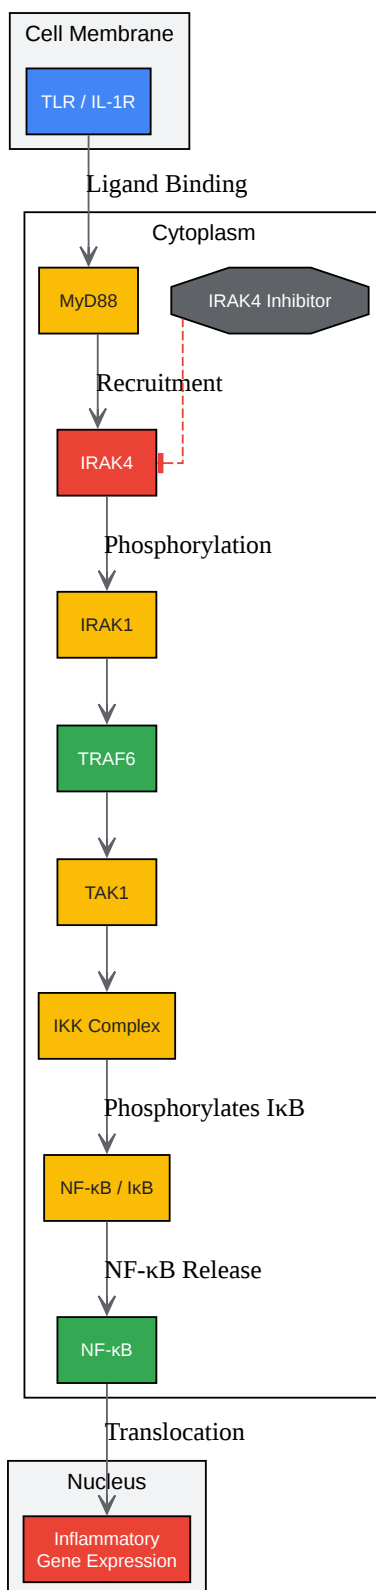 Cell Membrane
TLR / IL-1R
Ligand Binding
Cytoplasm
MyD88
IRAK4 Inhibitor
Recruitment
IRAK4
Phosphorylation
IRAK1
TRAF6
TAK1
IKK Complex
Phosphorylates IκB
NF-κB / IκB
NF-κB Release
NF-κB
Translocation
Nucleus
Inflammatory
Gene Expression